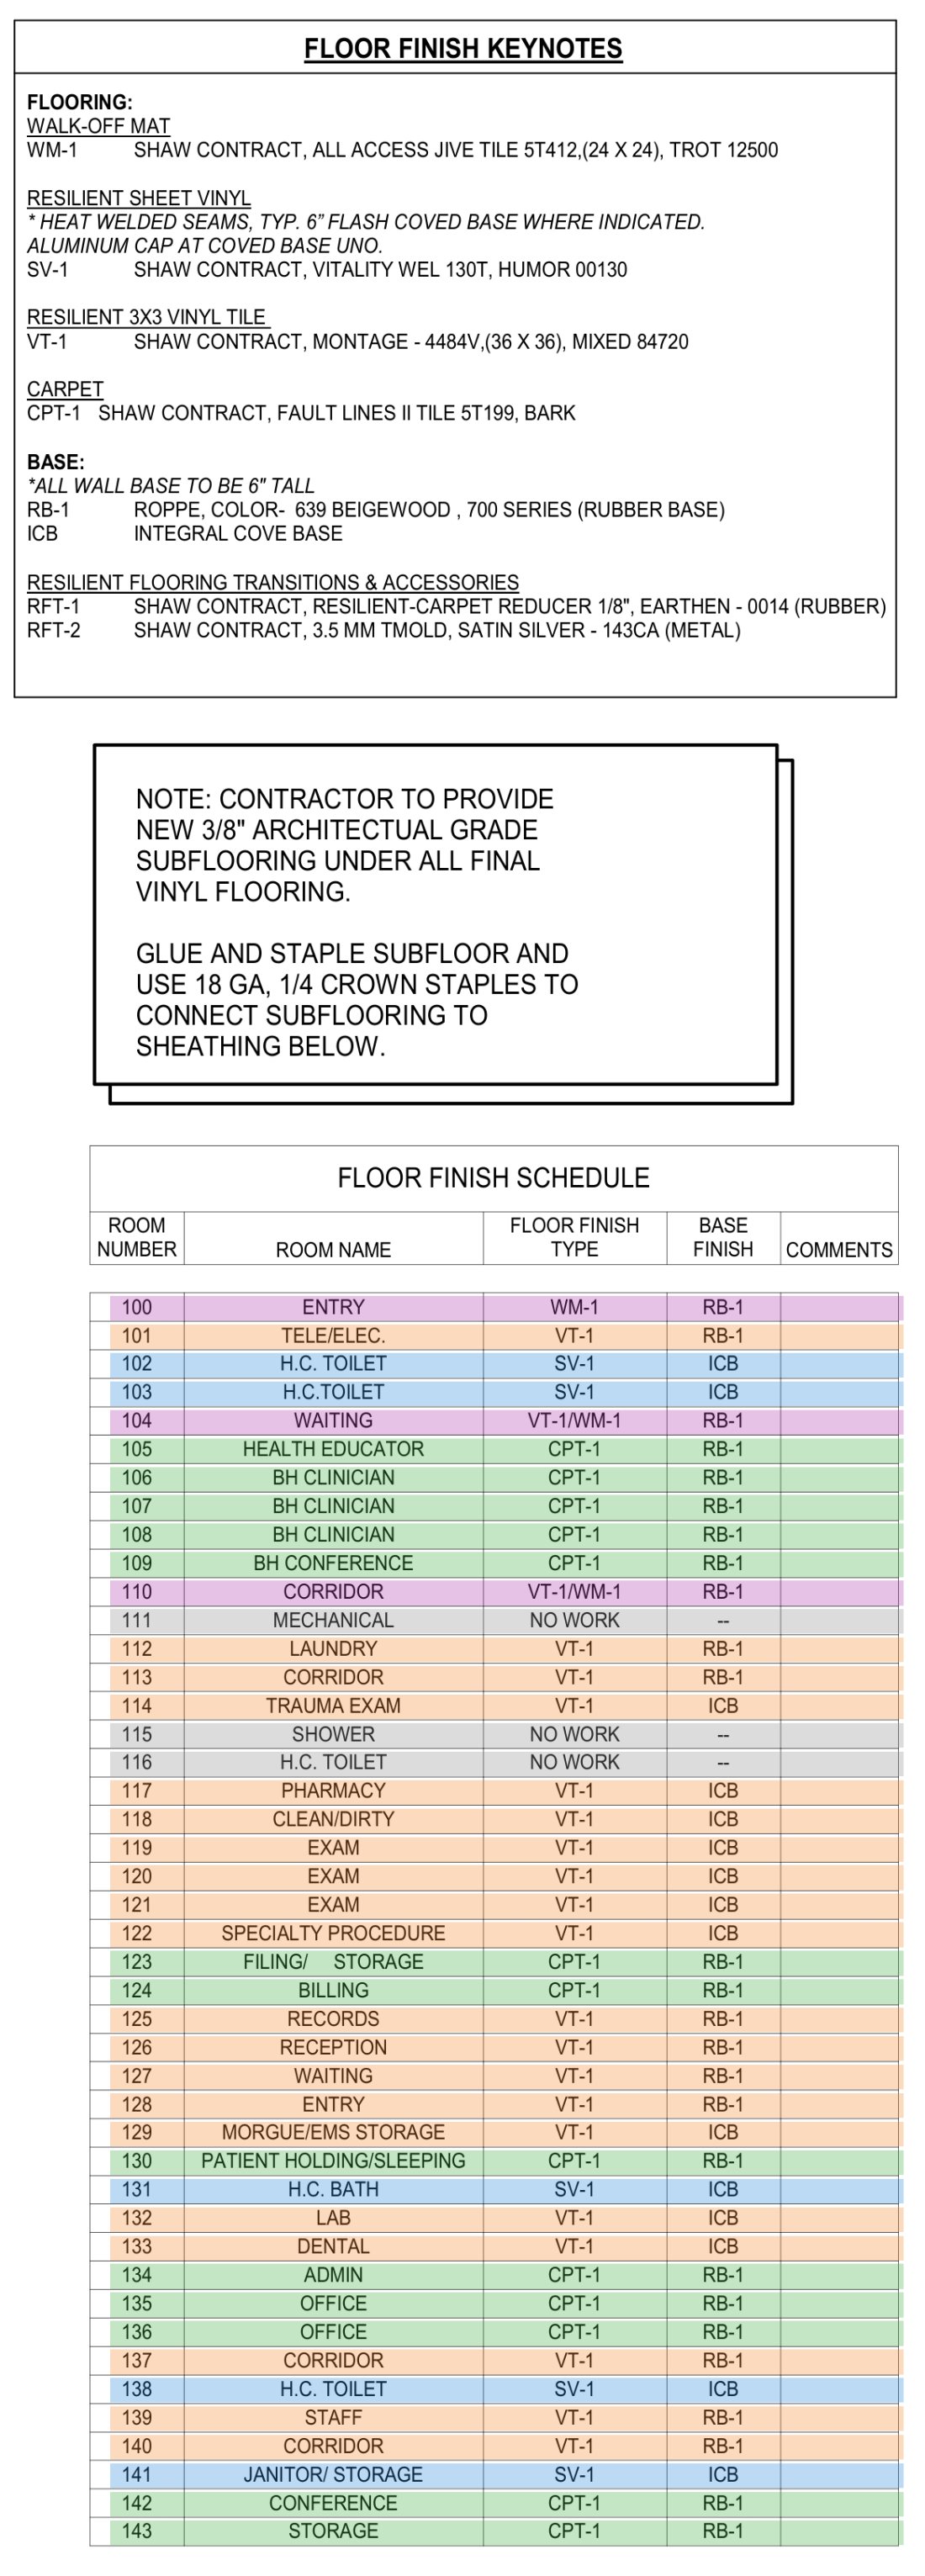 FLOOR FINISH KEYNOTES
FLOORING:
WALK-OFF MAT
WM-1 SHAW CONTRACT, ALL ACCESS JIVE TILE 5T412,(24 X 24), TROT 12500
RESILIENT SHEET VINYL
* HEAT WELDED SEAMS, TYP. 6” FLASH COVED BASE WHERE INDICATED.
ALUMINUM CAP AT COVED BASE UNO.
SV-1 SHAW CONTRACT, VITALITY WEL 130T, HUMOR 00130
RESILIENT 3X3 VINYL TILE
VT-1 SHAW CONTRACT, MONTAGE - 4484V,(36 X 36), MIXED 84720
CARPET
CPT-1 SHAW CONTRACT, FAULT LINES II TILE 5T199, BARK
BASE:
*ALL WALL BASE TO BE 6" TALL
RB-1 ROPPE, COLOR- 639 BEIGEWOOD , 700 SERIES (RUBBER BASE)
ICB INTEGRAL COVE BASE
RESILIENT FLOORING TRANSITIONS & ACCESSORIES
RFT-1 SHAW CONTRACT, RESILIENT-CARPET REDUCER 1/8", EARTHEN - 0014 (RUBBER)
RFT-2 SHAW CONTRACT, 3.5 MM TMOLD, SATIN SILVER - 143CA (METAL)
NOTE: CONTRACTOR TO PROVIDE
NEW 3/8" ARCHITECTUAL GRADE
SUBFLOORING UNDER ALL FINAL
VINYL FLOORING.
GLUE AND STAPLE SUBFLOOR AND
USE 18 GA, 1/4 CROWN STAPLES TO
CONNECT SUBFLOORING TO
SHEATHING BELOW.
FLOOR FINISH SCHEDULE
ROOM NUMBER ROOM NAME FLOOR FINISH TYPE BASE FINISH COMMENTS
100 ENTRY WM-1 RB-1
101 TELE/ELEC. VT-1 RB-1
102 H.C. TOILET SV-1 ICB
103 H.C.TOILET SV-1 ICB
104 WAITING VT-1/WM-1 RB-1
105 HEALTH EDUCATOR CPT-1 RB-1
106 BH CLINICIAN CPT-1 RB-1
107 BH CLINICIAN CPT-1 RB-1
108 BH CLINICIAN CPT-1 RB-1
109 BH CONFERENCE CPT-1 RB-1
110 CORRIDOR VT-1/WM-1 RB-1
111 MECHANICAL NO WORK --
112 LAUNDRY VT-1 RB-1
113 CORRIDOR VT-1 RB-1
114 TRAUMA EXAM VT-1 ICB
115 SHOWER NO WORK --
116 H.C. TOILET NO WORK --
117 PHARMACY VT-1 ICB
118 CLEAN/DIRTY VT-1 ICB
119 EXAM VT-1 ICB
120 EXAM VT-1 ICB
121 EXAM VT-1 ICB
122 SPECIALTY PROCEDURE VT-1 ICB
123 FILING/ STORAGE CPT-1 RB-1
124 BILLING CPT-1 RB-1
125 RECORDS VT-1 RB-1
126 RECEPTION VT-1 RB-1
127 WAITING VT-1 RB-1
128 ENTRY VT-1 RB-1
129 MORGUE/EMS STORAGE VT-1 ICB
130 PATIENT HOLDING/SLEEPING CPT-1 RB-1
131 H.C. BATH SV-1 ICB
132 LAB VT-1 ICB
133 DENTAL VT-1 ICB
134 ADMIN CPT-1 RB-1
135 OFFICE CPT-1 RB-1
136 OFFICE CPT-1 RB-1
137 CORRIDOR VT-1 RB-1
138 H.C. TOILET SV-1 ICB
139 STAFF VT-1 RB-1
140 CORRIDOR VT-1 RB-1
141 JANITOR/ STORAGE SV-1 ICB
142 CONFERENCE CPT-1 RB-1
143 STORAGE CPT-1 RB-1